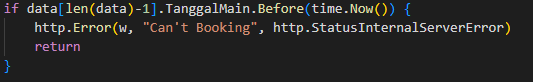 if data[len(data)-1].TanggalMain.Before(time.Now()) {
    http.Error(w, "Can't Booking", http.StatusInternalServerError)
    return
}